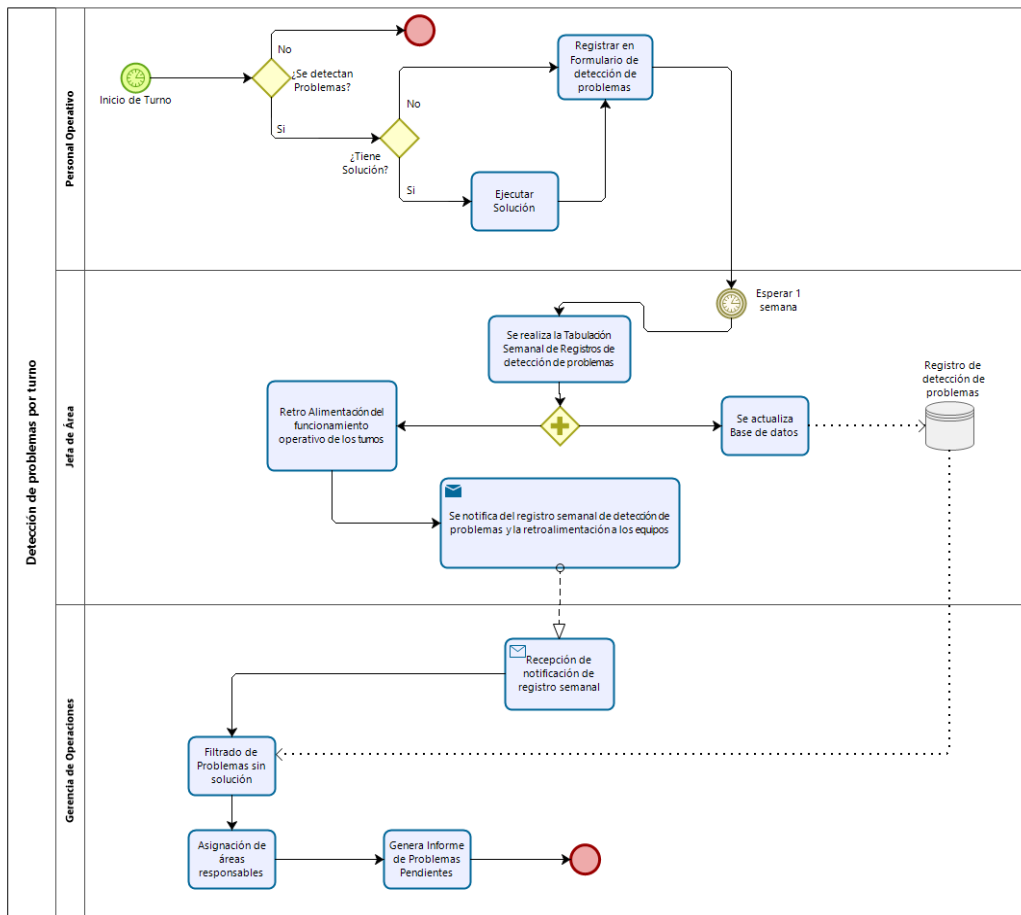 Detección de problemas por turno
Personal Operativo
Inicio de Turno
¿Se detectan
Problemas?
No
Si
¿Tiene
Solución?
No
Si
Ejecutar
Solución
Registrar en
Formulario de
detección de
problemas
Jefa de Área
Esperar 1
semana
Se realiza la Tabulación
Semanal de Registros de
detección de problemas
Retro Alimentación del
funcionamiento
operativo de los turnos
Se actualiza
Base de datos
Registro de
detección de
problemas
Se notifica del registro semanal de detección de
problemas y la retroalimentación a los equipos
Gerencia de Operaciones
Recepción de
notificación de
registro semanal
Filtrado de
Problemas sin
solución
Asignación de
áreas
responsables
Genera Informe
de Problemas
Pendientes